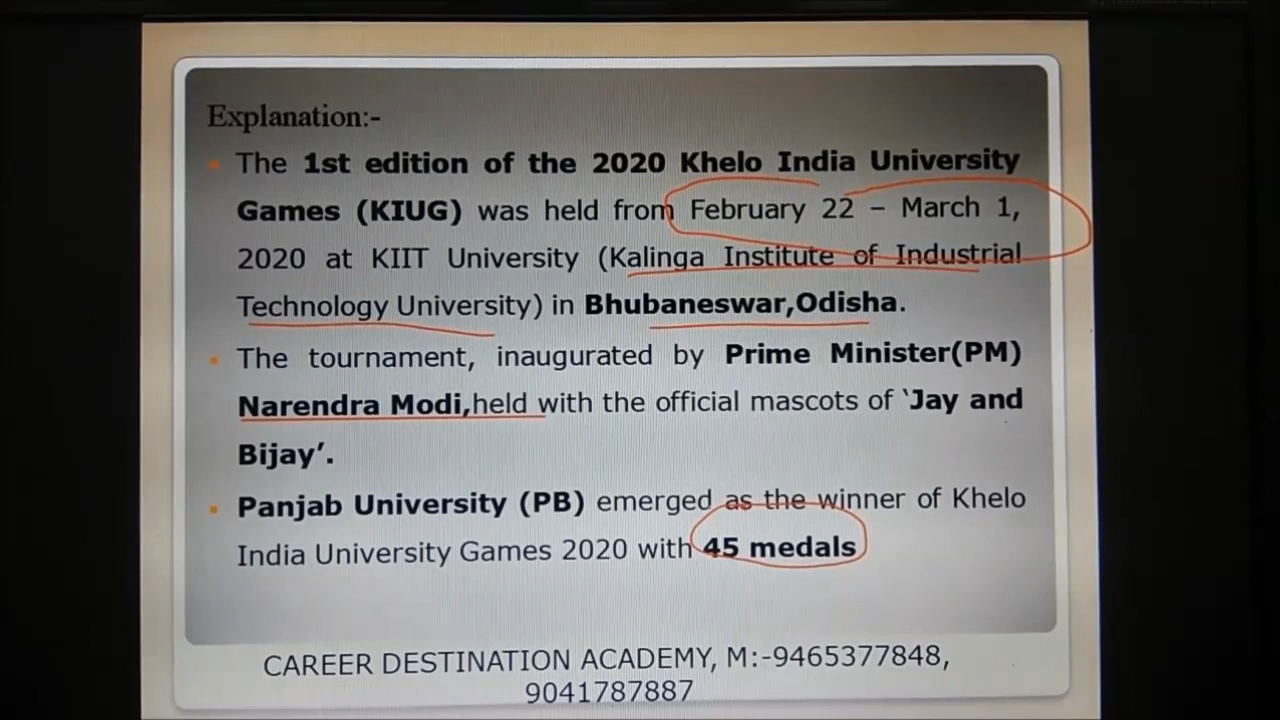 Explanation:-
The 1st edition of the 2020 Khelo India University
Games (KIUG) was held from February 22 – March 1,
2020 at KIIT University (Kalinga Institute of Industrial
Technology University) in Bhubaneswar,Odisha.
The tournament, inaugurated by Prime Minister(PM)
Narendra Modi,held with the official mascots of ‘Jay and
Bijay’.
Panjab University (PB) emerged as the winner of Khelo
India University Games 2020 with 45 medals
CAREER DESTINATION ACADEMY, M:-9465377848,
9041787887